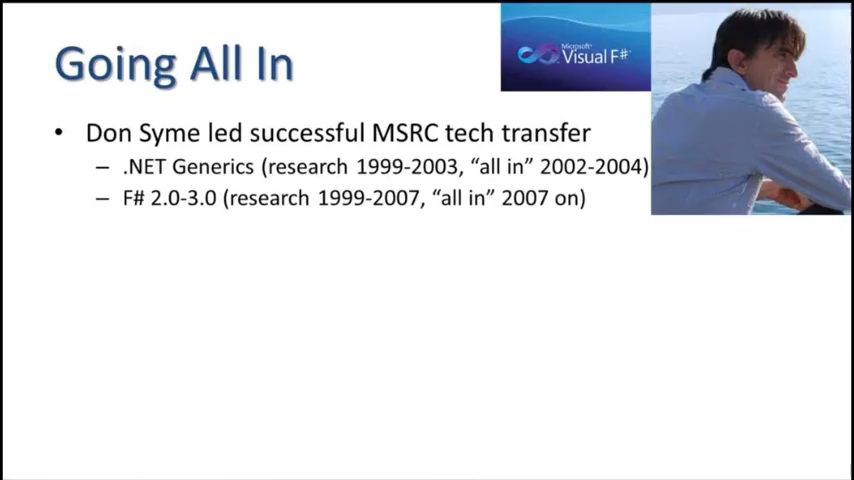 Going All In
Microsoft
Visual F#
• Don Syme led successful MSRC tech transfer
– .NET Generics (research 1999-2003, “all in” 2002-2004)
– F# 2.0-3.0 (research 1999-2007, “all in” 2007 on)